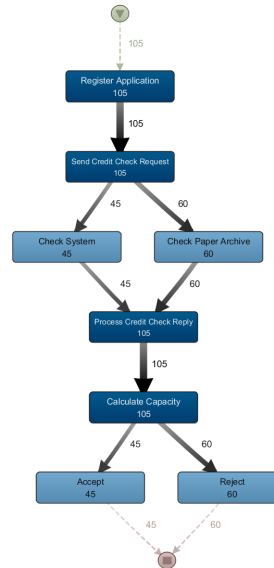 105
Register Application
105
105
Send Credit Check Request
105
45
60
Check System
45
Check Paper Archive
60
45
60
Process Credit Check Reply
105
105
Calculate Capacity
105
45
60
Accept
45
Reject
60
45
60